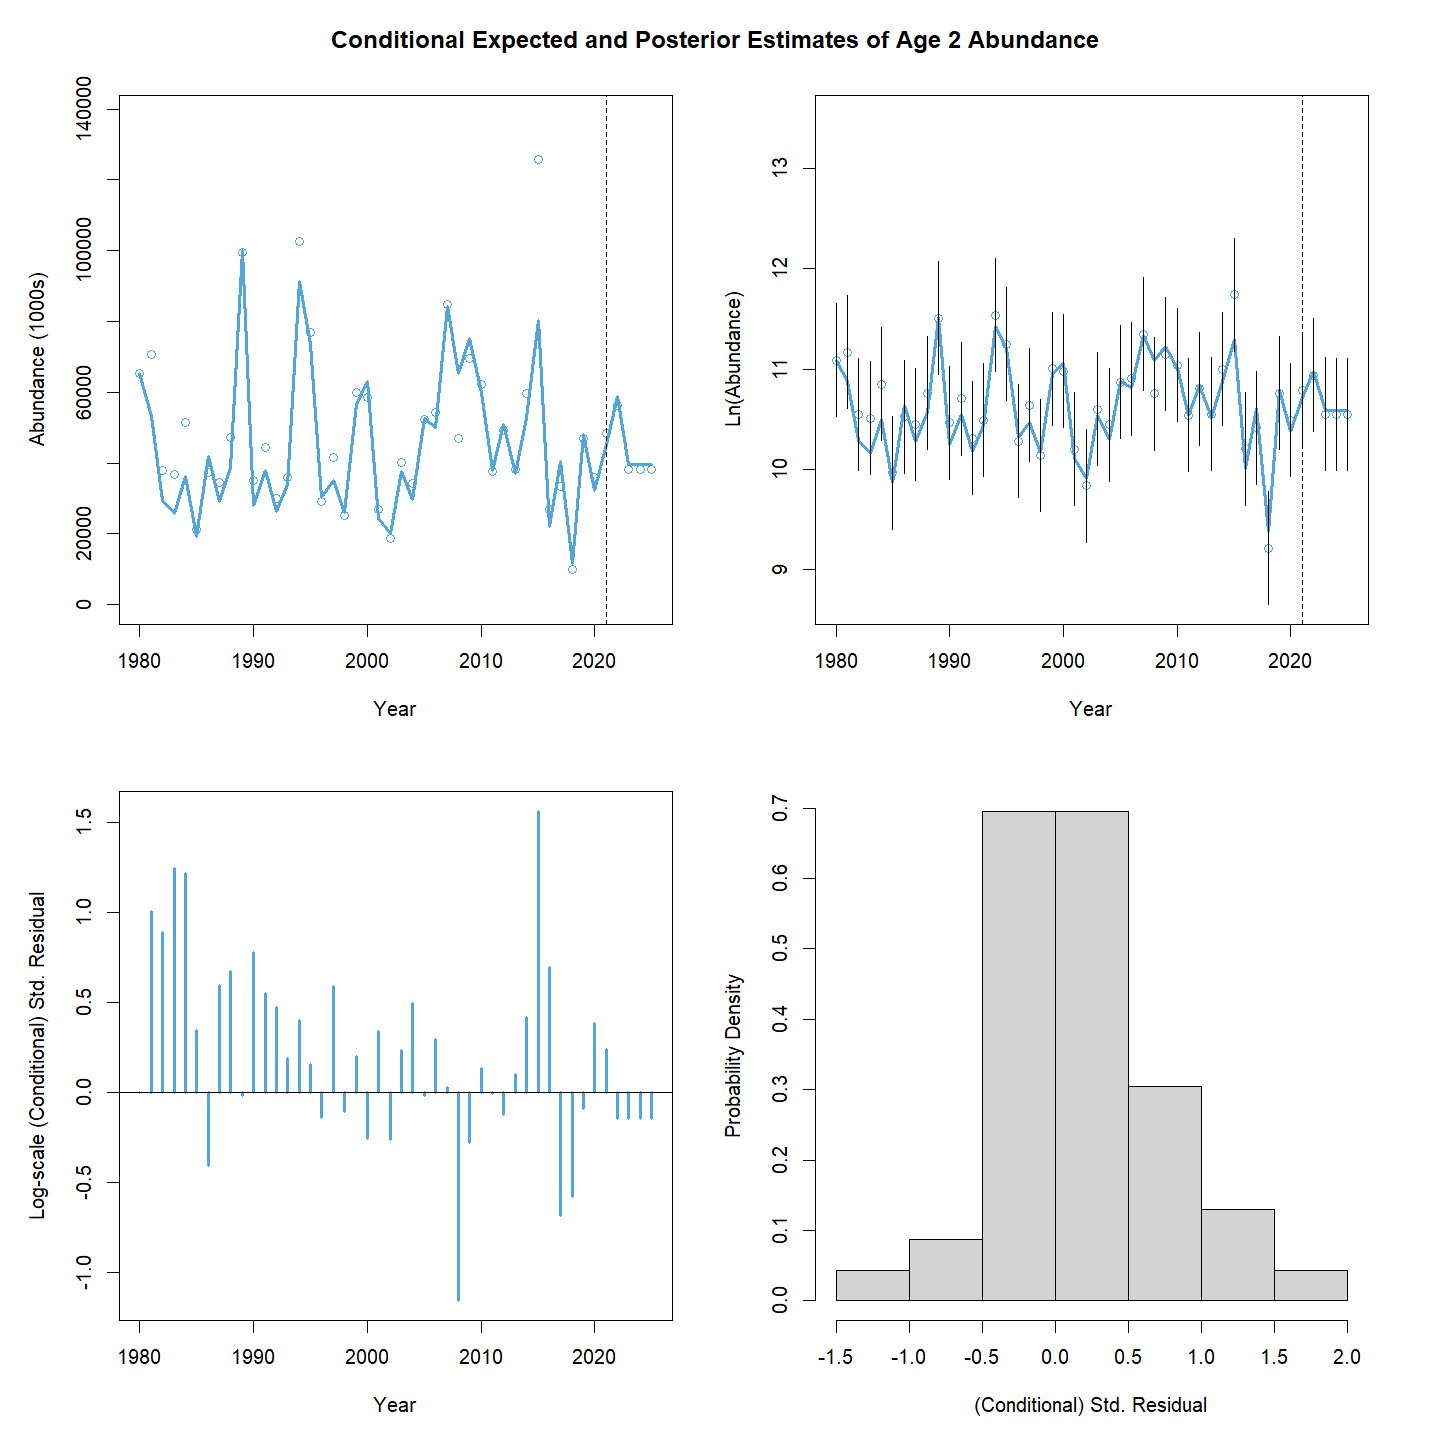 Conditional Expected and Posterior Estimates of Age 2 Abundance
Abundance (1000s)
140000
100000
60000
20000
0
1980 1990 2000 2010 2020
Year
Ln(Abundance)
13
12
11
10
9
1980 1990 2000 2010 2020
Year
Log-scale (Conditional) Std. Residual
1.5
1.0
0.5
0.0
-0.5
-1.0
1980 1990 2000 2010 2020
Year
Probability Density
0.7
0.6
0.5
0.4
0.3
0.2
0.1
0.0
-1.5 -1.0 -0.5 0.0 0.5 1.0 1.5 2.0
(Conditional) Std. Residual